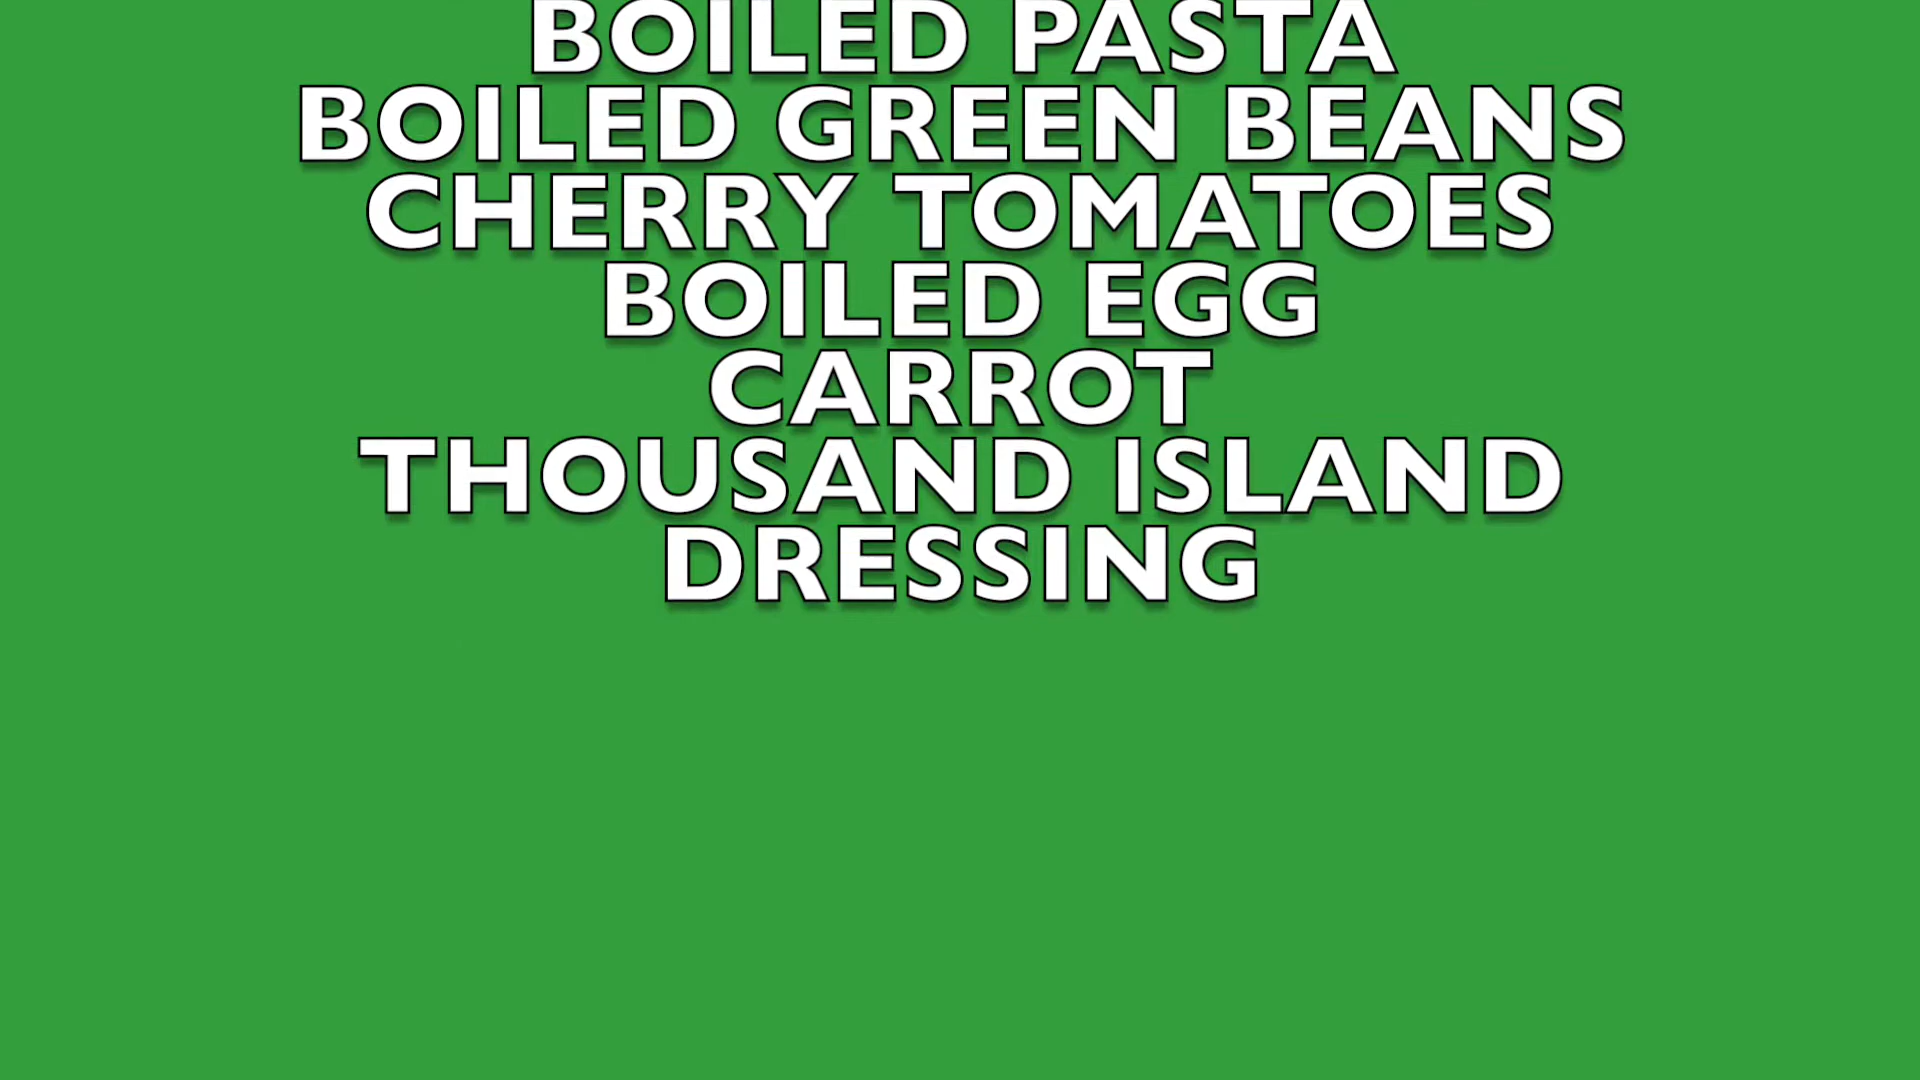 BOILED PASTA
BOILED GREEN BEANS
CHERRY TOMATOES
BOILED EGG
CARROT
THOUSAND ISLAND
DRESSING